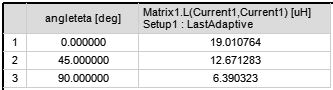 angleteta [deg] Matrix1.L(Current1,Current1) [uH]
Setup1 : LastAdaptive
1 0.000000 19.010764
2 45.000000 12.671283
3 90.000000 6.390323